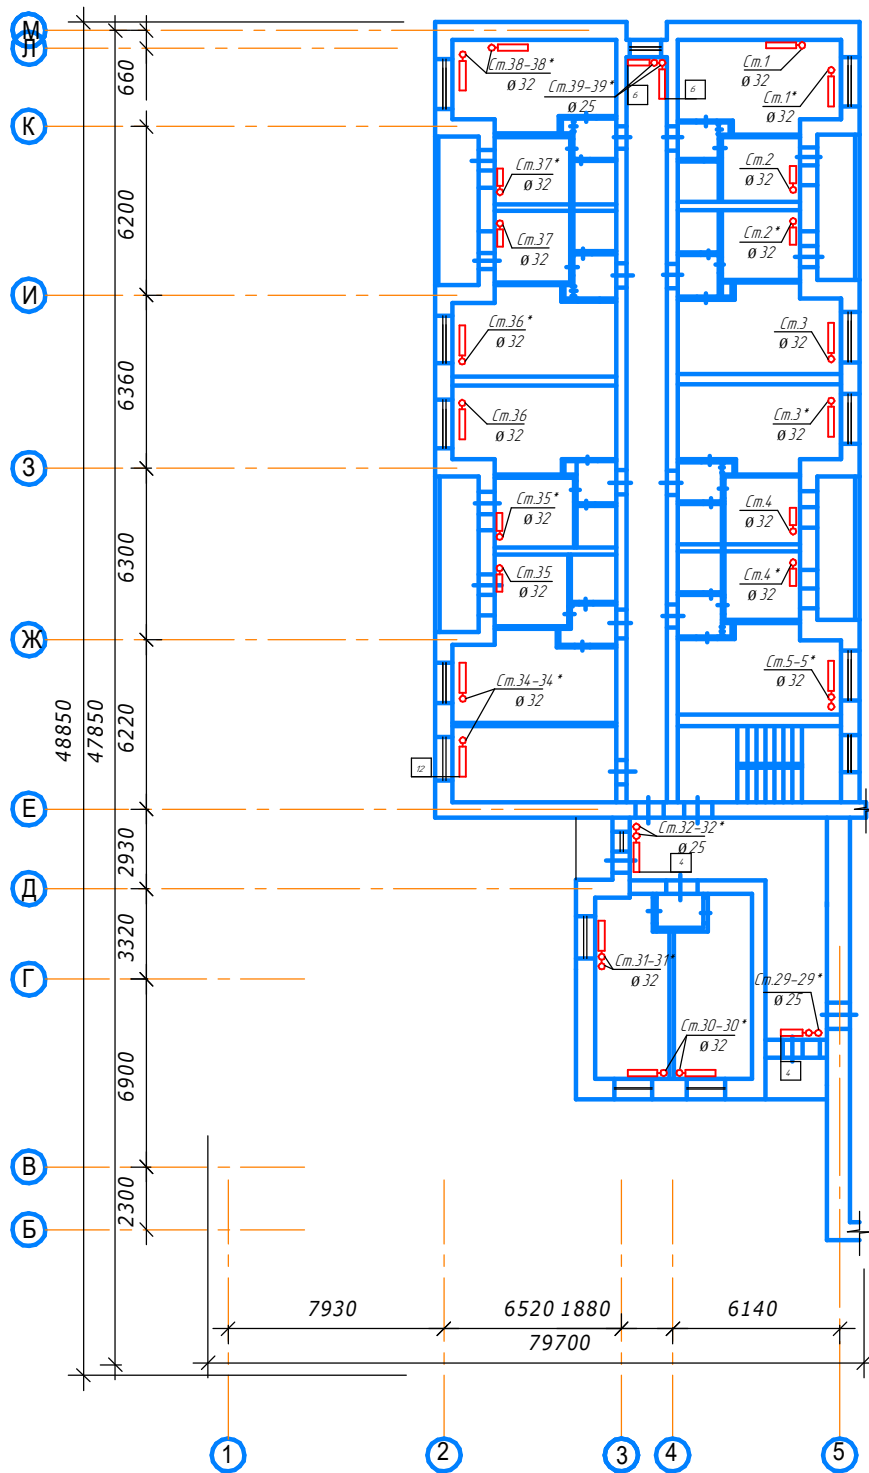 М
Л
Ст.38-38*
Ø 32
Ст.39-39*
Ø 25
6
6
Ст.1
Ø 32
Ст.1*
Ø 32
660
К
Ст.37*
Ø 32
Ст.2
Ø 32
6200
Ст.37
Ø 32
Ст.2*
Ø 32
И
Ст.36*
Ø 32
Ст.3
Ø 32
6360
Ст.36
Ø 32
Ст.3*
Ø 32
З
Ст.35*
Ø 32
Ст.4
Ø 32
6300
Ст.35
Ø 32
Ст.4*
Ø 32
Ж
Ст.34-34*
Ø 32
Ст.5-5*
Ø 32
48850
47850
6220
12
Е
Ст.32-32*
Ø 25
4
2930
Д
3320
Ст.31-31*
Ø 32
Г
Ст.29-29*
Ø 25
Ст.30-30*
Ø 32
4
6900
В
2300
Б
7930
6520
1880
6140
79700
1
2
3
4
5